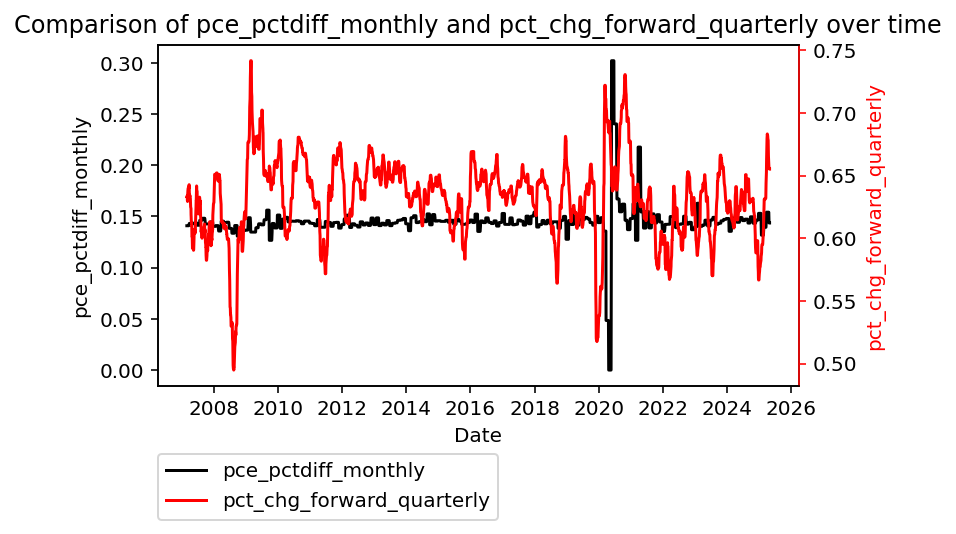 Comparison of pce_pctdiff_monthly and pct_chg_forward_quarterly over time
pce_pctdiff_monthly
0.30
0.25
0.20
0.15
0.10
0.05
0.00
0.75
0.70
0.65
0.60
0.55
0.50
pct_chg_forward_quarterly
2008 2010 2012 2014 2016 2018 2020 2022 2024 2026
Date
pce_pctdiff_monthly
pct_chg_forward_quarterly